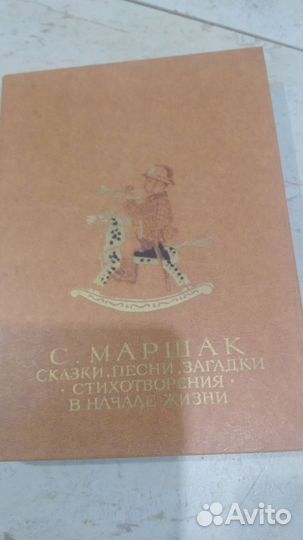 С. МАРШАК
СКАЗКИ. ПЕСНИ. ЗАГАДКИ
· СТИХОТВОРЕНИЯ ·
В НАЧАЛЕ ЖИЗНИ
Avito